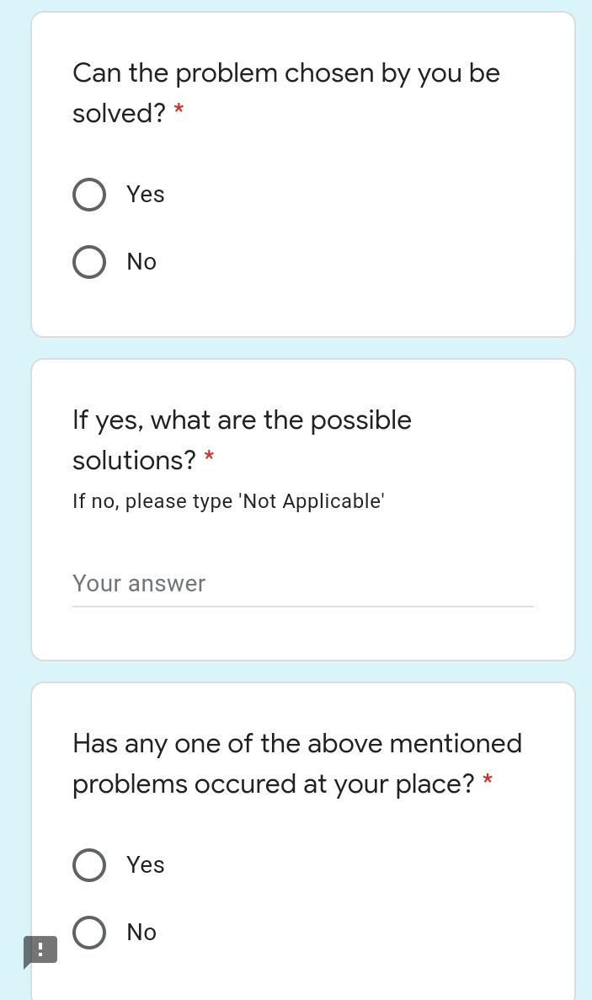 Can the problem chosen by you be
solved? *
Yes
No
If yes, what are the possible
solutions? *
If no, please type 'Not Applicable'
Your answer
Has any one of the above mentioned
problems occured at your place? *
Yes
No
!